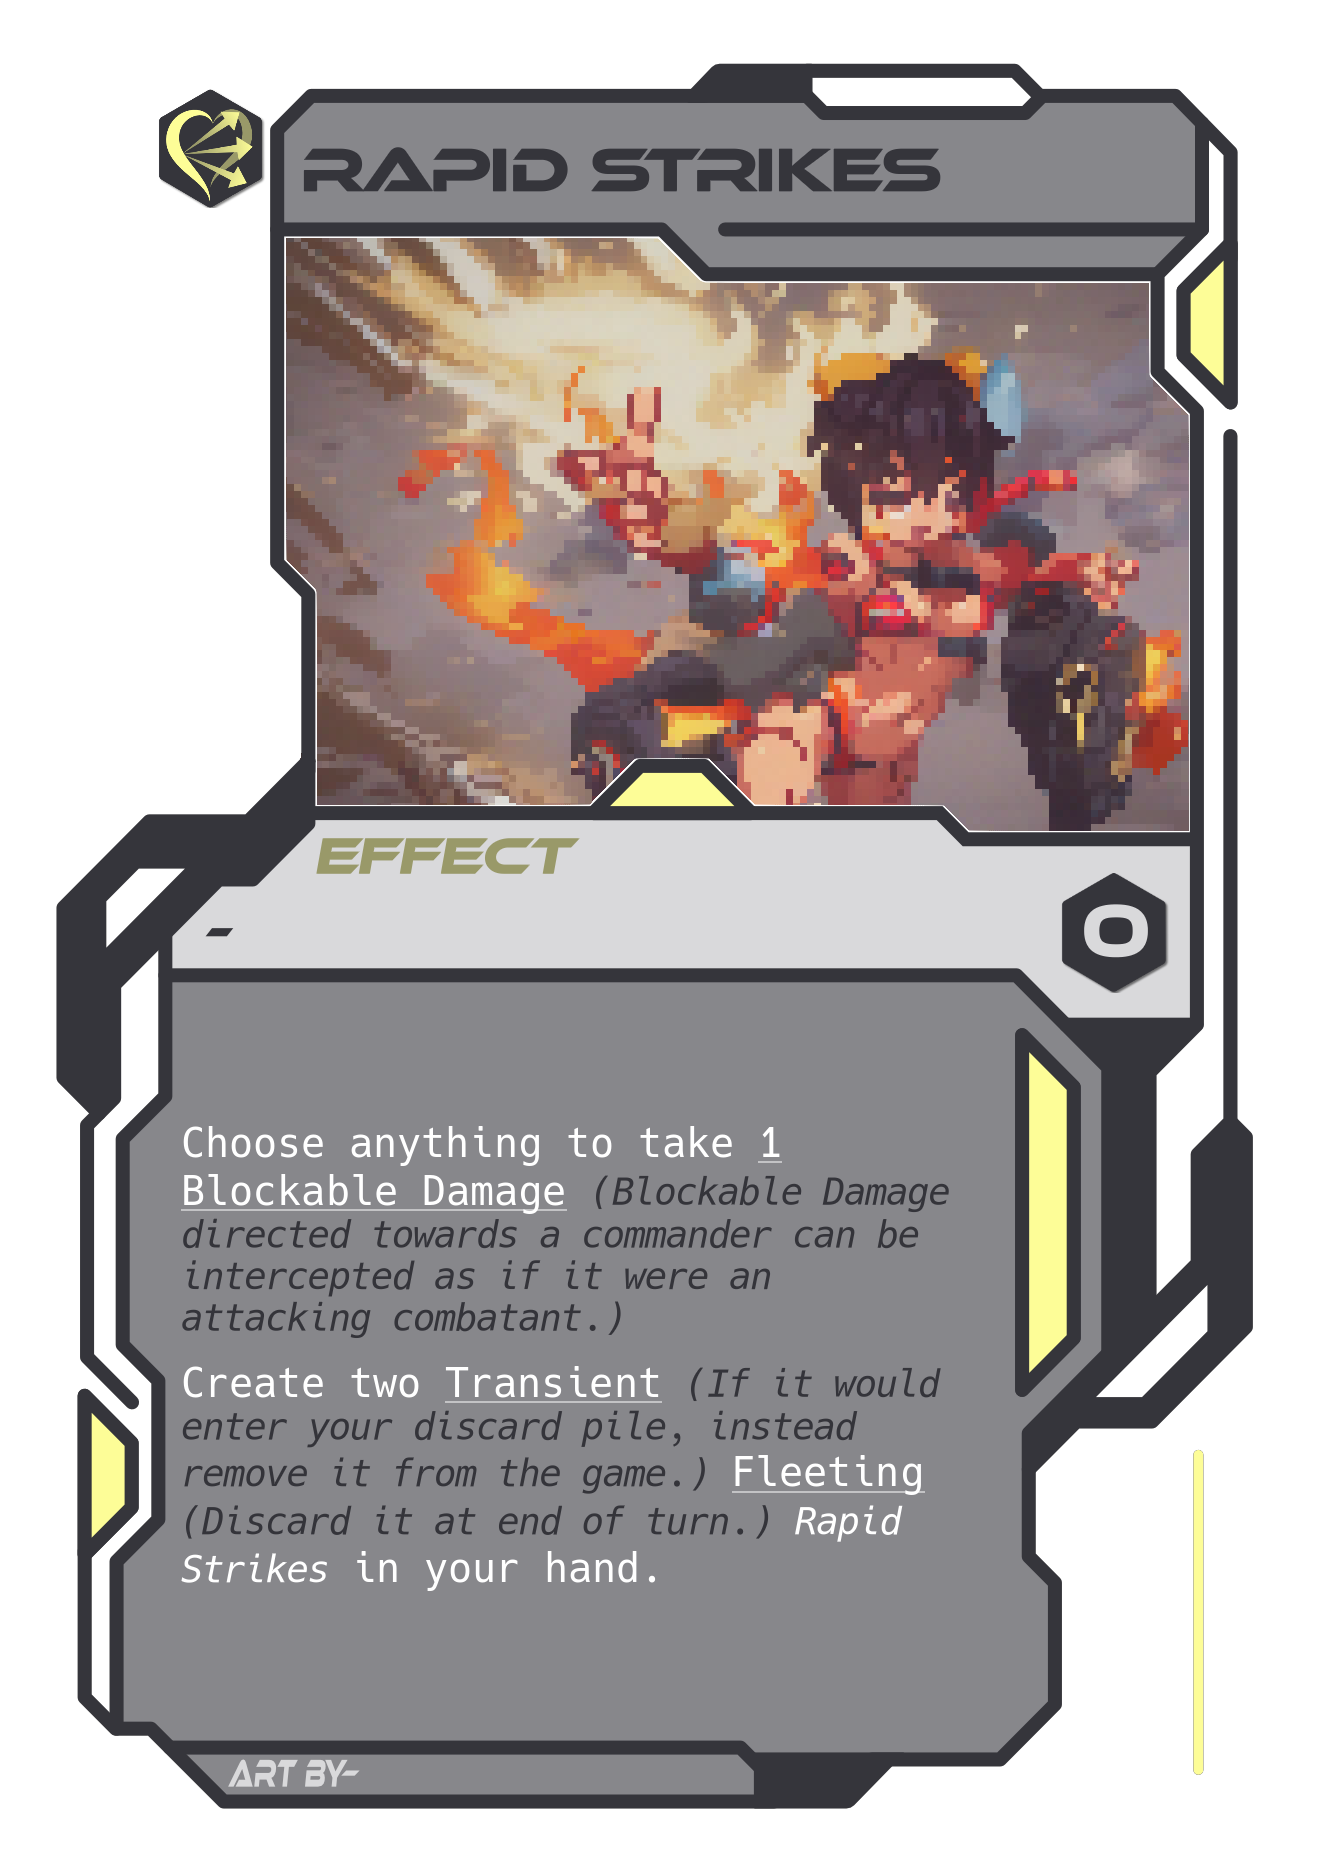 RAPID STRIKES
EFFECT
-
0
Choose anything to take 1
Blockable Damage (Blockable Damage
directed towards a commander can be
intercepted as if it were an
attacking combatant.)
Create two Transient (If it would
enter your discard pile, instead
remove it from the game.) Fleeting
(Discard it at end of turn.) Rapid
Strikes in your hand.
ART BY-